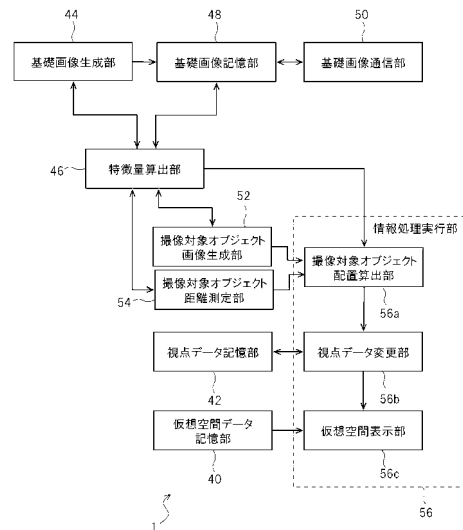 44
48
50
基礎画像生成部
基礎画像記憶部
基礎画像通信部
特徴量算出部
46
52
情報処理実行部
撮像対象オブジェクト
画像生成部
撮像対象オブジェクト
配置算出部
撮像対象オブジェクト
距離測定部
54
56a
視点データ記憶部
視点データ変更部
42
56b
仮想空間データ
記憶部
仮想空間表示部
40
56c
56
1